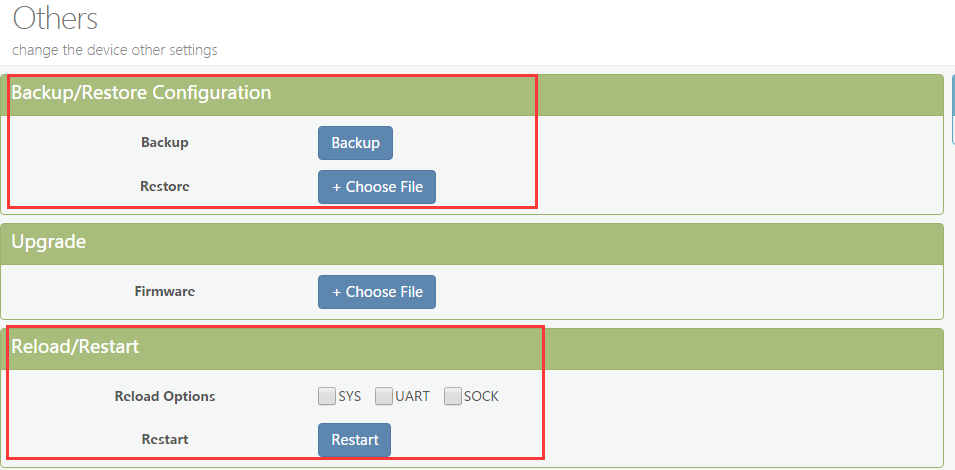 Others
change the device other settings
Backup/Restore Configuration
Backup Backup
Restore + Choose File
Upgrade
Firmware + Choose File
Reload/Restart
Reload Options SYS UART SOCK
Restart Restart